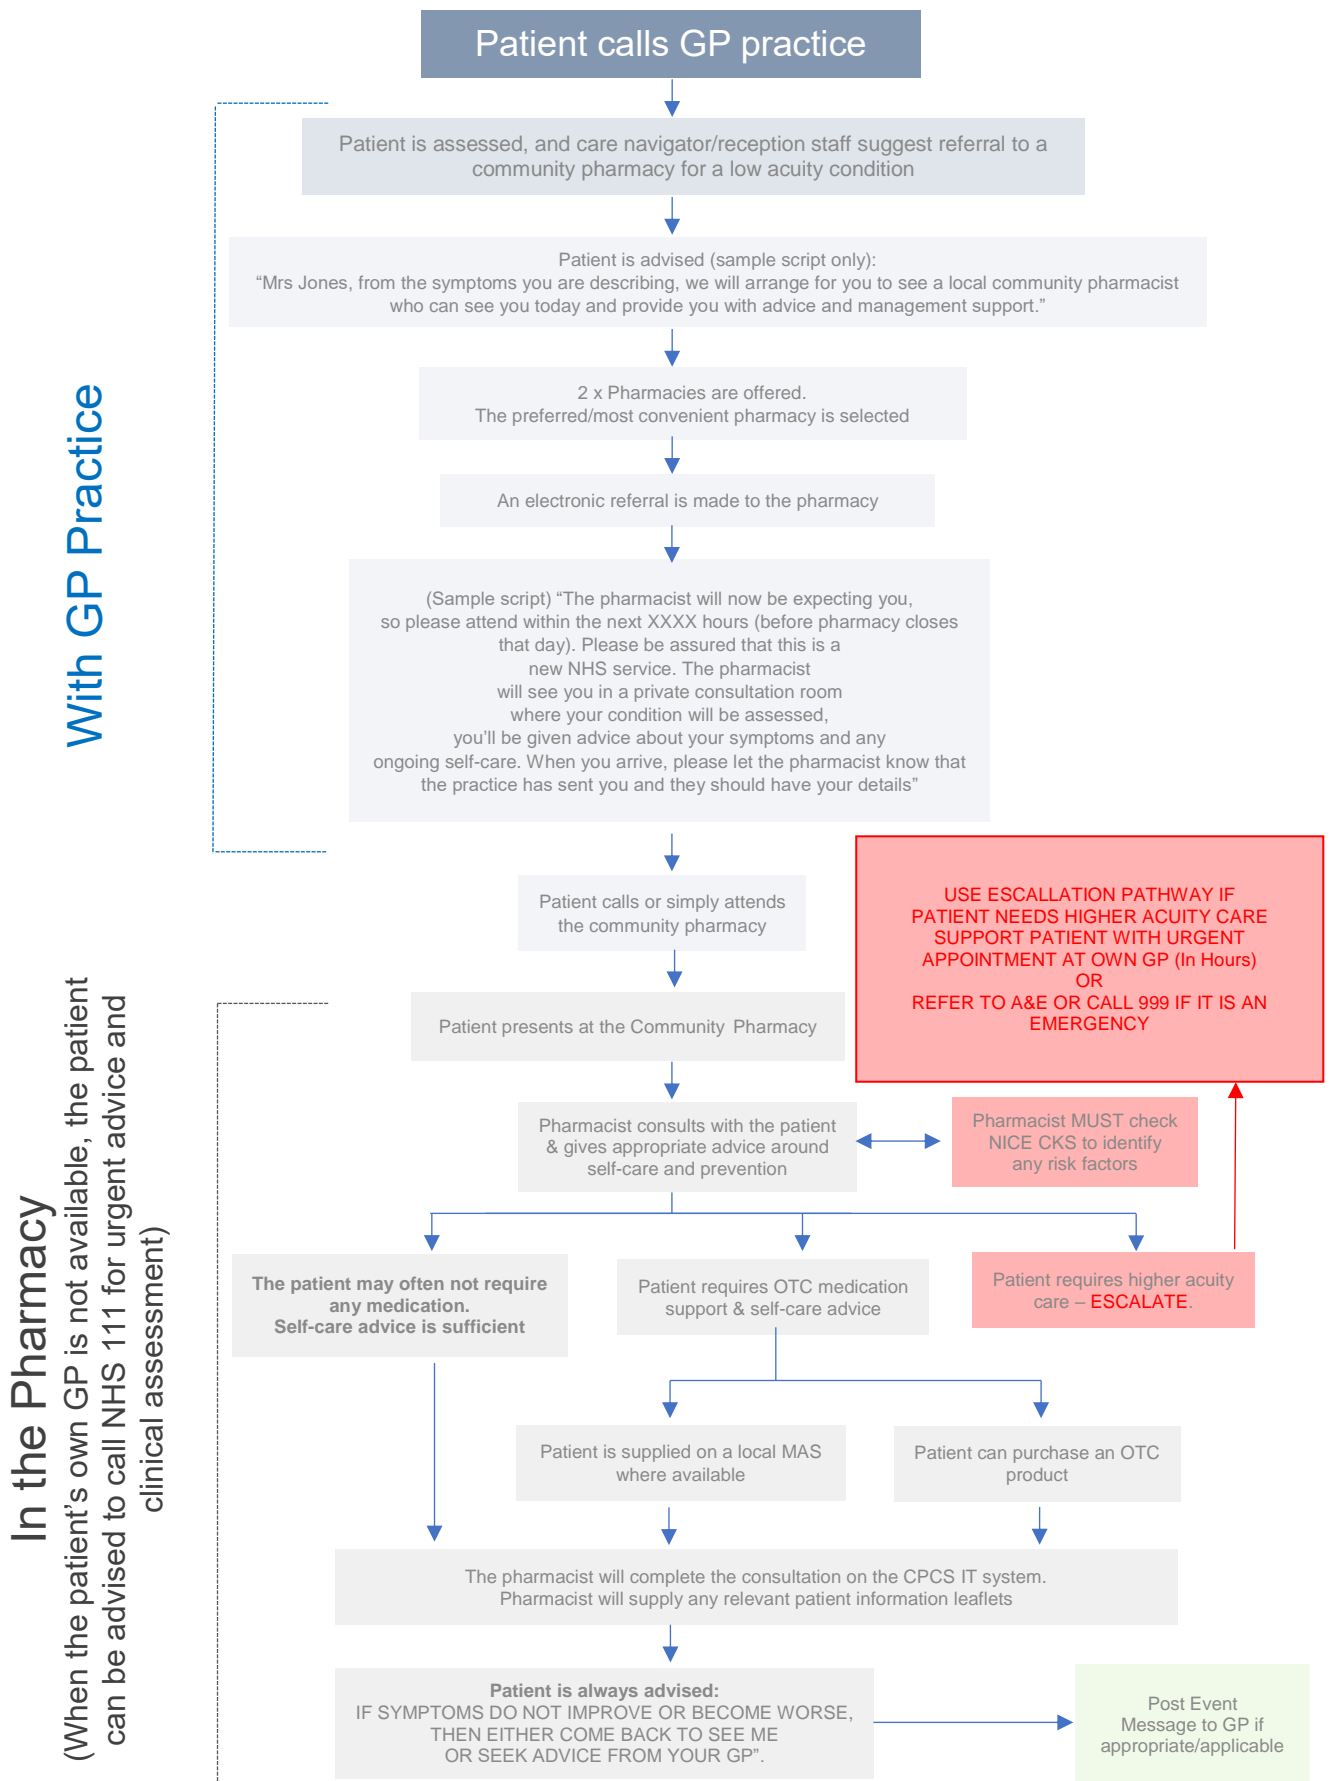 Patient calls GP practice
Patient is assessed, and care navigator/reception staff suggest referral to a
community pharmacy for a low acuity condition
Patient is advised (sample script only):
“Mrs Jones, from the symptoms you are describing, we will arrange for you to see a local community pharmacist
who can see you today and provide you with advice and management support.”
2 x Pharmacies are offered.
The preferred/most convenient pharmacy is selected
An electronic referral is made to the pharmacy
(Sample script) “The pharmacist will now be expecting you,
so please attend within the next XXXX hours (before pharmacy closes
that day). Please be assured that this is a
new NHS service. The pharmacist
will see you in a private consultation room
where your condition will be assessed,
you’ll be given advice about your symptoms and any
ongoing self-care. When you arrive, please let the pharmacist know that
the practice has sent you and they should have your details”
With GP Practice
Patient calls or simply attends
the community pharmacy
USE ESCALLATION PATHWAY IF
PATIENT NEEDS HIGHER ACUITY CARE
SUPPORT PATIENT WITH URGENT
APPOINTMENT AT OWN GP (In Hours)
OR
REFER TO A&E OR CALL 999 IF IT IS AN
EMERGENCY
In the Pharmacy
(When the patient’s own GP is not available, the patient
can be advised to call NHS 111 for urgent advice and
clinical assessment)
Patient presents at the Community Pharmacy
Pharmacist consults with the patient
& gives appropriate advice around
self-care and prevention
Pharmacist MUST check
NICE CKS to identify
any risk factors
The patient may often not require
any medication.
Self-care advice is sufficient
Patient requires OTC medication
support & self-care advice
Patient requires higher acuity
care – ESCALATE.
Patient is supplied on a local MAS
where available
Patient can purchase an OTC
product
The pharmacist will complete the consultation on the CPCS IT system.
Pharmacist will supply any relevant patient information leaflets
Patient is always advised:
IF SYMPTOMS DO NOT IMPROVE OR BECOME WORSE,
THEN EITHER COME BACK TO SEE ME
OR SEEK ADVICE FROM YOUR GP”.
Post Event
Message to GP if
appropriate/applicable